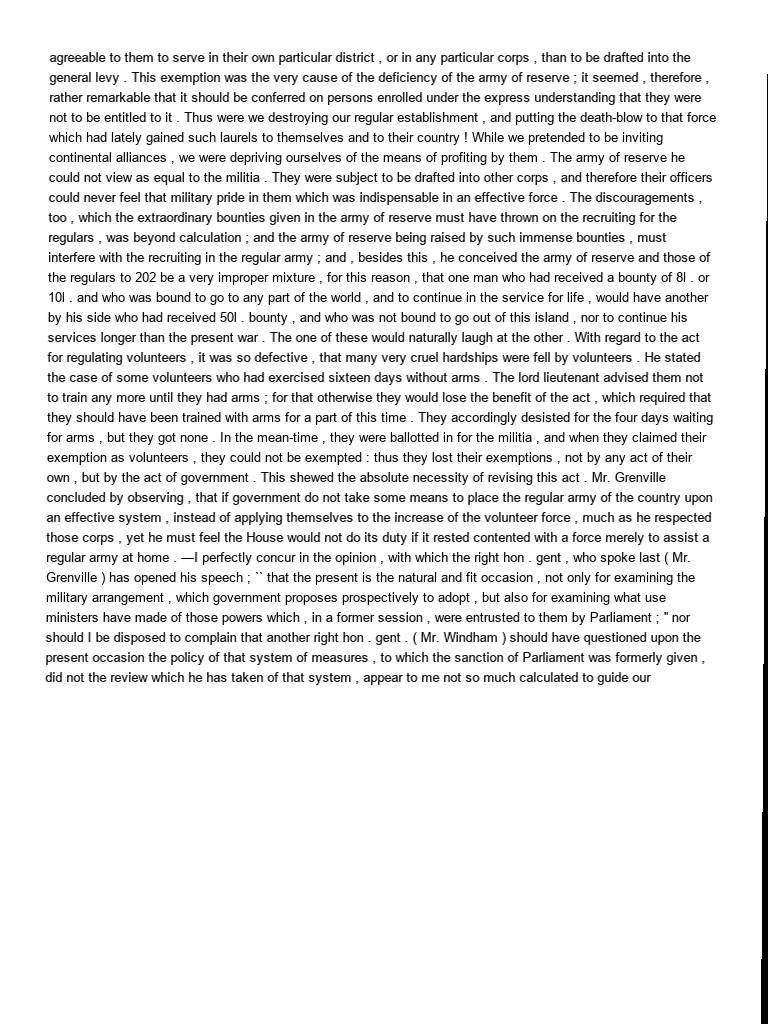 agreeable to them to serve in their own particular district , or in any particular corps , than to be drafted into the
general levy . This exemption was the very cause of the deficiency of the army of reserve ; it seemed , therefore ,
rather remarkable that it should be conferred on persons enrolled under the express understanding that they were
not to be entitled to it . Thus were we destroying our regular establishment , and putting the death-blow to that force
which had lately gained such laurels to themselves and to their country ! While we pretended to be inviting
continental alliances , we were depriving ourselves of the means of profiting by them . The army of reserve he
could not view as equal to the militia . They were subject to be drafted into other corps , and therefore their officers
could never feel that military pride in them which was indispensable in an effective force . The discouragements ,
too , which the extraordinary bounties given in the army of reserve must have thrown on the recruiting for the
regulars , was beyond calculation ; and the army of reserve being raised by such immense bounties , must
interfere with the recruiting in the regular army ; and , besides this , he conceived the army of reserve and those of
the regulars to 202 be a very improper mixture , for this reason , that one man who had received a bounty of 8l . or
10l . and who was bound to go to any part of the world , and to continue in the service for life , would have another
by his side who had received 50l . bounty , and who was not bound to go out of this island , nor to continue his
services longer than the present war . The one of these would naturally laugh at the other . With regard to the act
for regulating volunteers , it was so defective , that many very cruel hardships were fell by volunteers . He stated
the case of some volunteers who had exercised sixteen days without arms . The lord lieutenant advised them not
to train any more until they had arms ; for that otherwise they would lose the benefit of the act , which required that
they should have been trained with arms for a part of this time . They accordingly desisted for the four days waiting
for arms , but they got none . In the mean-time , they were ballotted in for the militia , and when they claimed their
exemption as volunteers , they could not be exempted : thus they lost their exemptions , not by any act of their
own , but by the act of government . This shewed the absolute necessity of revising this act . Mr. Grenville
concluded by observing , that if government do not take some means to place the regular army of the country upon
an effective system , instead of applying themselves to the increase of the volunteer force , much as he respected
those corps , yet he must feel the House would not do its duty if it rested contented with a force merely to assist a
regular army at home . —I perfectly concur in the opinion , with which the right hon . gent , who spoke last ( Mr.
Grenville ) has opened his speech ; `` that the present is the natural and fit occasion , not only for examining the
military arrangement , which government proposes prospectively to adopt , but also for examining what use
ministers have made of those powers which , in a former session , were entrusted to them by Parliament ; '' nor
should I be disposed to complain that another right hon . gent . ( Mr. Windham ) should have questioned upon the
present occasion the policy of that system of measures , to which the sanction of Parliament was formerly given ,
did not the review which he has taken of that system , appear to me not so much calculated to guide our